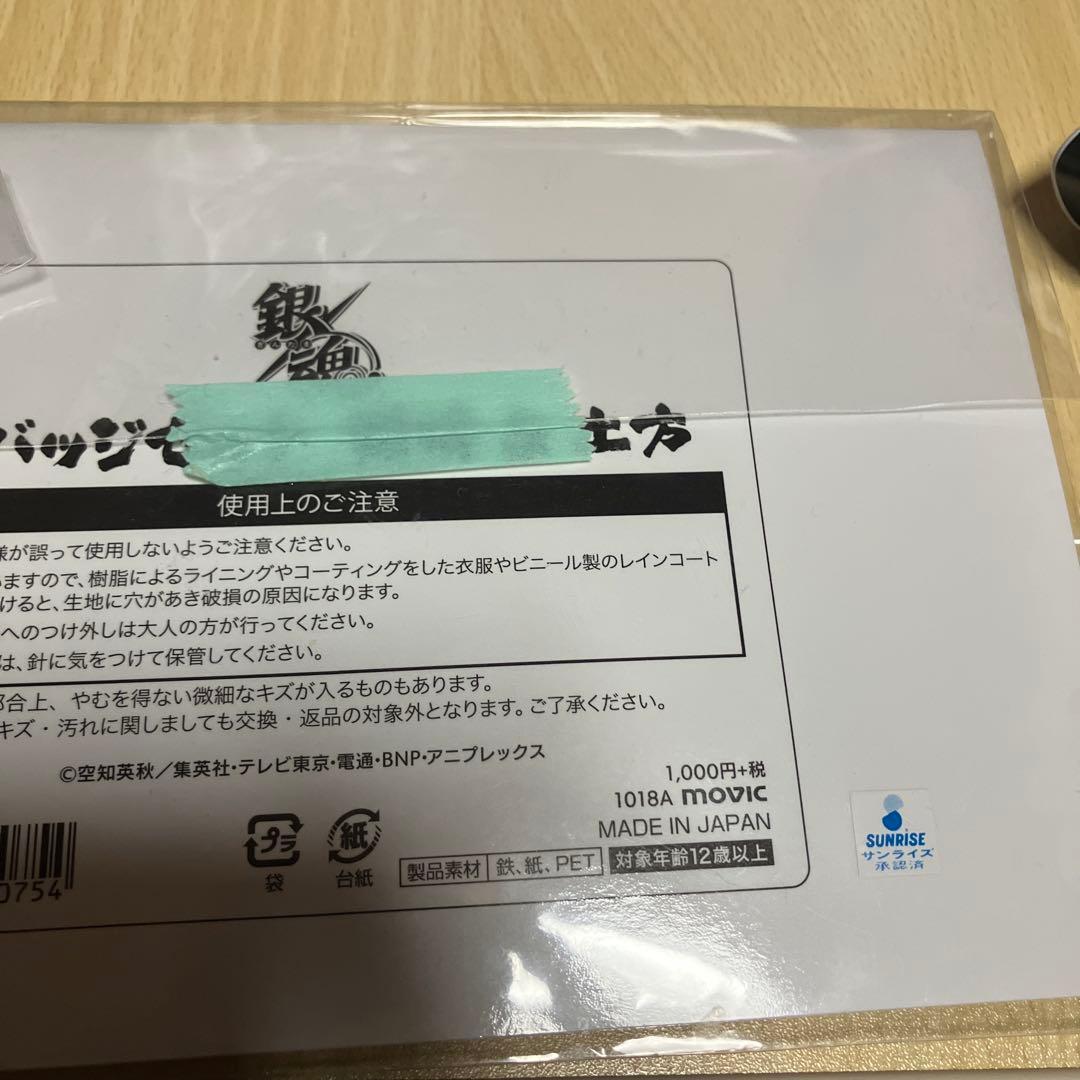 銀魂
バッジセ
土方
使用上のご注意
様が誤って使用しないようご注意ください。
いますので、樹脂によるライニングやコーティングをした衣服やビニール製のレインコート
けると、生地に穴があき破損の原因になります。
へのつけ外しは大人の方が行ってください。
は、針に気をつけて保管してください。
都合上、やむを得ない微細なキズが入るものもあります。
キズ・汚れに関しましても交換・返品の対象外となります。ご了承ください。
©空知英秋／集英社・テレビ東京・電通・BNP・アニプレックス
1,000円+税
1018A movic
MADE IN JAPAN
プラ 袋
紙 台紙
製品素材 鉄、紙、PET
対象年齢12歳以上
0754
SUNRISE
サンライズ
承認済